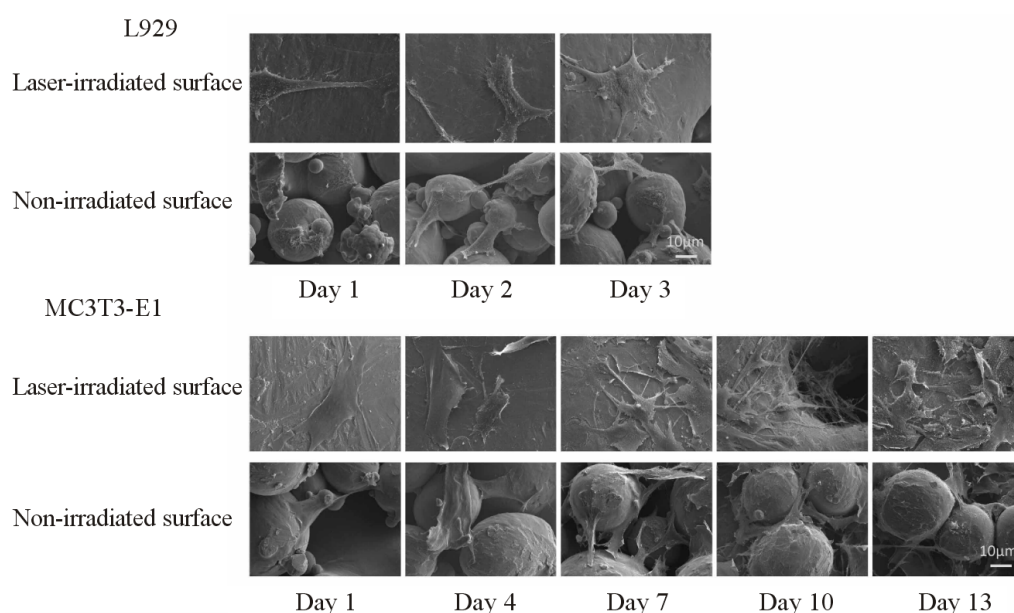 L929
Laser-irradiated surface
Non-irradiated surface
10µm
Day 1 Day 2 Day 3
MC3T3-E1
Laser-irradiated surface
Non-irradiated surface
10µm
Day 1 Day 4 Day 7 Day 10 Day 13